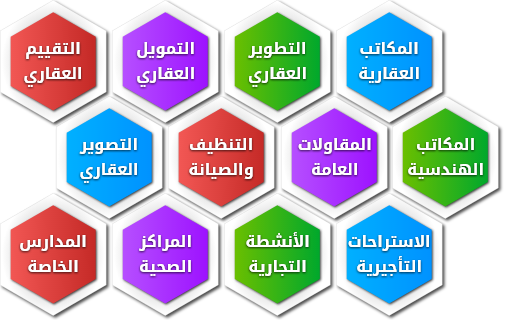 المكاتب
العقارية
التطوير
العقاري
التمويل
العقاري
التقييم
العقاري
المكاتب
الهندسية
المقاولات
العامة
التنظيف
والصيانة
التصوير
العقاري
الاستراحات
التأجيرية
الأنشطة
التجارية
المراكز
الصحية
المدارس
الخاصة